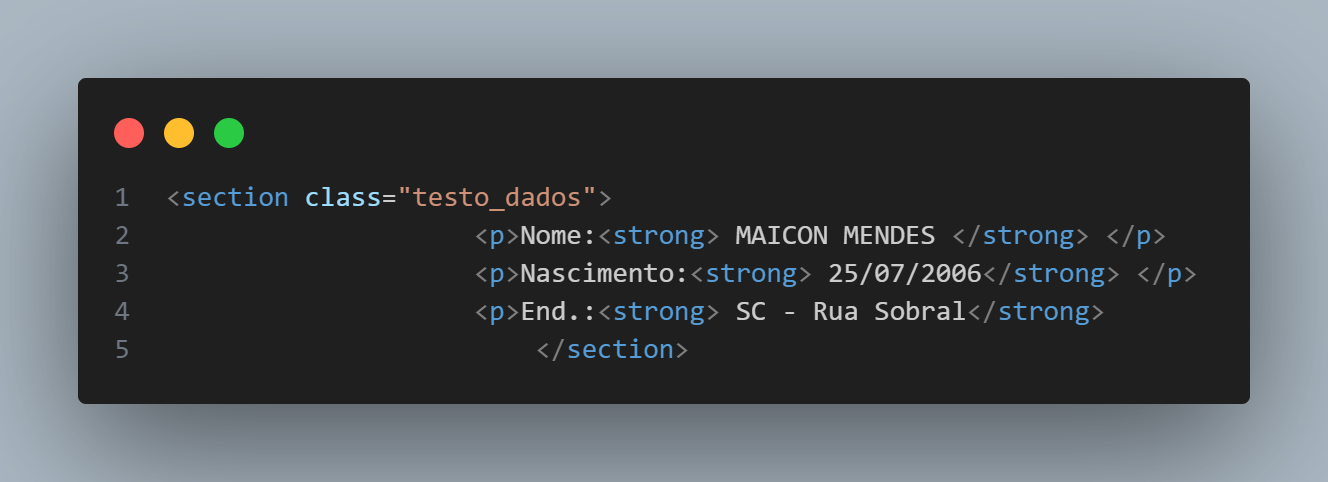 1 <section class="testo_dados">
2 <p>Nome:<strong> MAICON MENDES </strong> </p>
3 <p>Nascimento:<strong> 25/07/2006</strong> </p>
4 <p>End.:<strong> SC - Rua Sobral</strong>
5 </section>